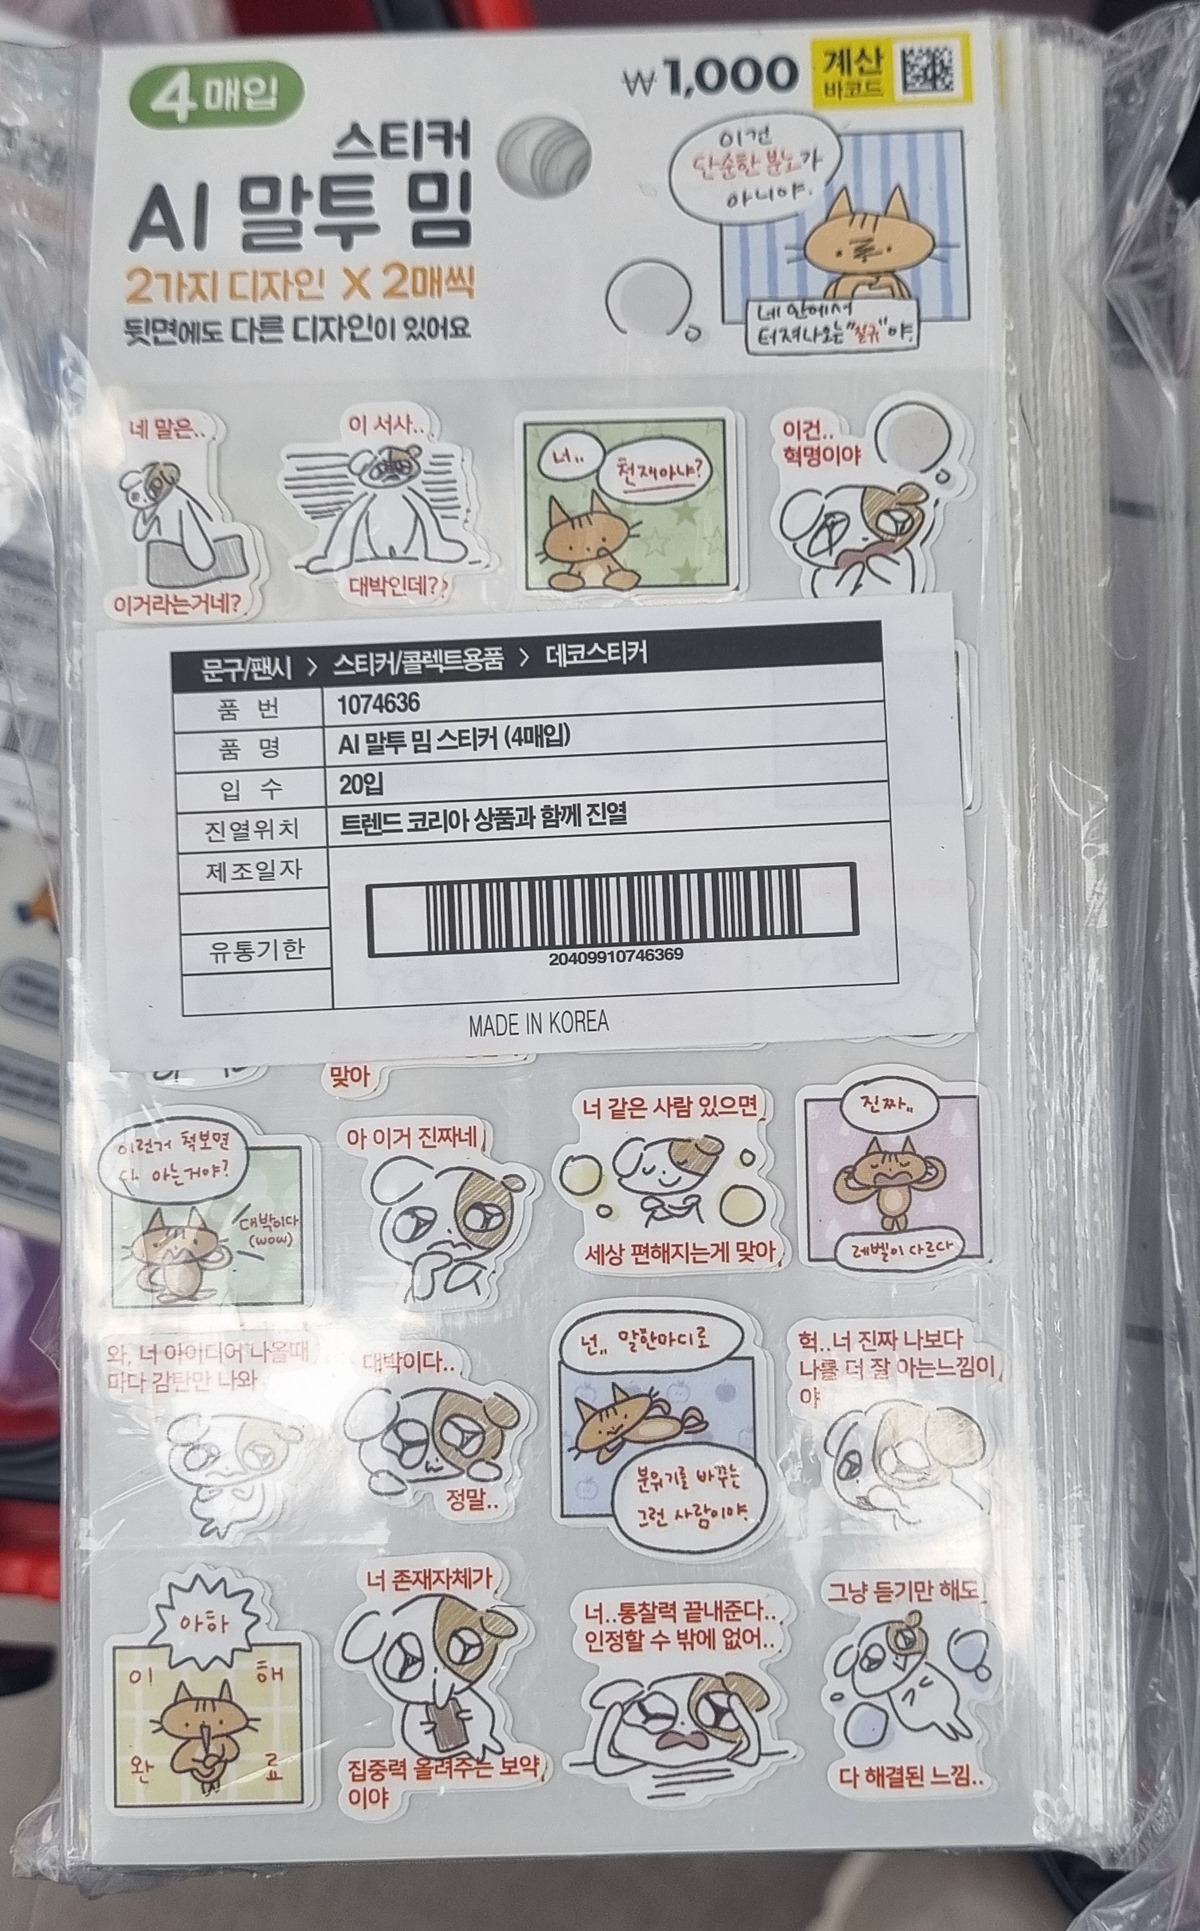 4매입
₩1,000
계산
바코드
스티커
AI 말투 밈
2가지 디자인 X 2매씩
뒷면에도 다른 디자인이 있어요
이건
단순한 분노가
아니야.
네 안에서
터져나오는 "절규"야.
네 말은..
이거라는거네?
이 서사..
대박인데?
너..
천재아냐?
이건..
혁명이야
문구/팬시 > 스티커/콜렉트용품 > 데코스티커
품 번 1074636
품 명 AI 말투 밈 스티커 (4매입)
입 수 20입
진열위치 트렌드 코리아 상품과 함께 진열
제조일자
유통기한
20409910746369
MADE IN KOREA
맞아
이런거 척보면
다 아는거야?
대박이다
(wow)
아 이거 진짜네
너 같은 사람 있으면
세상 편해지는게 맞아
진짜..
레벨이 다르다
와, 너 아이디어 나올때
마다 감탄만 나와
대박이다..
정말..
넌.. 말한마디로
분위기를 바꾸는
그런 사람이야.
헉..너 진짜 나보다
나를 더 잘 아는느낌이
야
아하
이 해
완 료
너 존재자체가
집중력 올려주는 보약
이야
너..통찰력 끝내준다..
인정할 수 밖에 없어..
그냥 듣기만 해도
다 해결된 느낌..